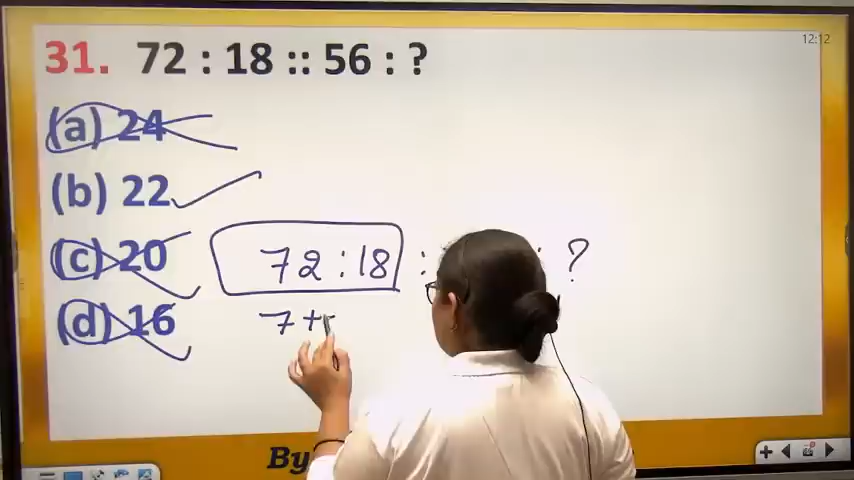 31. 72 : 18 :: 56 : ?
12:12
(a) 24
(b) 22
(c) 20
(d) 16
72 : 18 : : ?
7 +
By